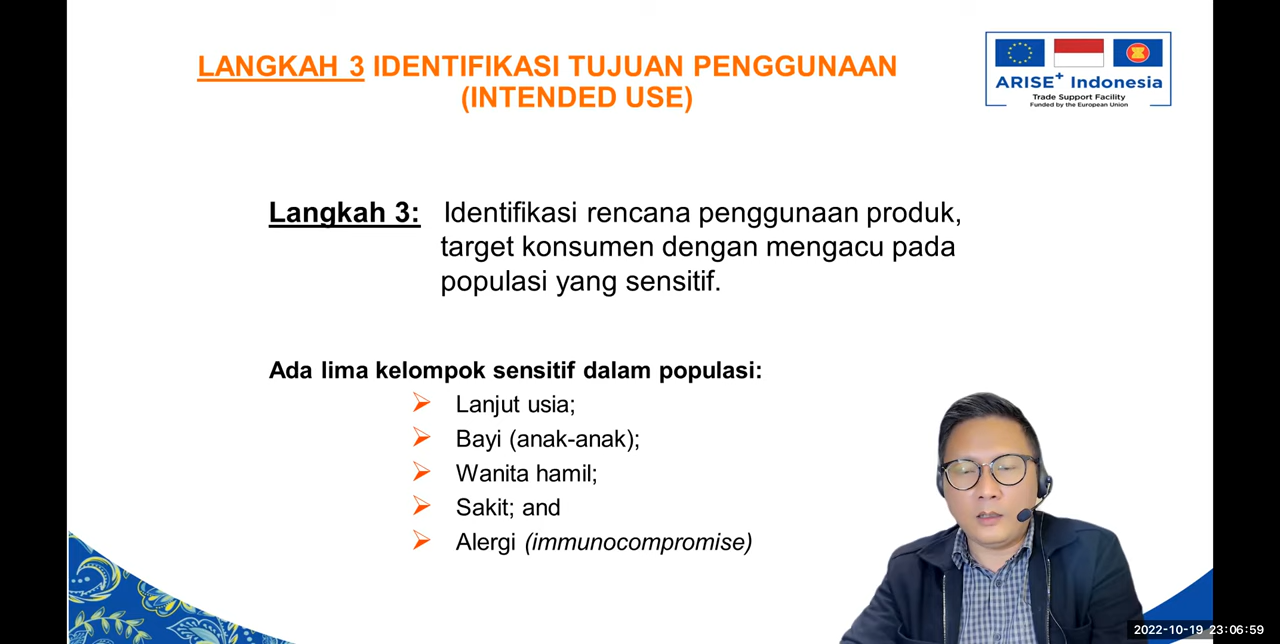 LANGKAH 3 IDENTIFIKASI TUJUAN PENGGUNAAN
(INTENDED USE)
ARISE+ Indonesia
Trade Support Facility
Funded by the European Union
Langkah 3: Identifikasi rencana penggunaan produk,
target konsumen dengan mengacu pada
populasi yang sensitif.
Ada lima kelompok sensitif dalam populasi:
Lanjut usia;
Bayi (anak-anak);
Wanita hamil;
Sakit; and
Alergi (immunocompromise)
2022-10-19 23:06:59